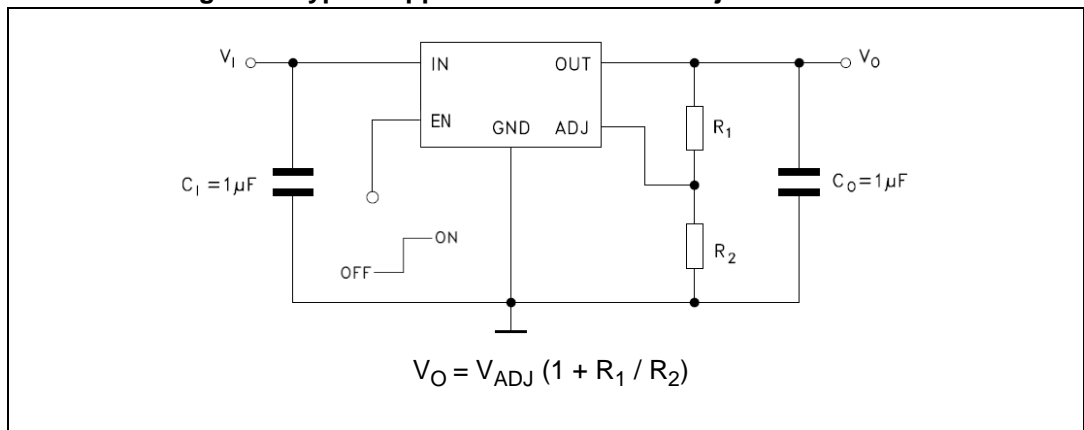 V_I
IN
OUT
V_O
EN
GND
ADJ
R_1
C_I =1μF
C_O=1μF
ON
OFF
R_2
V_O = V_ADJ (1 + R_1 / R_2)